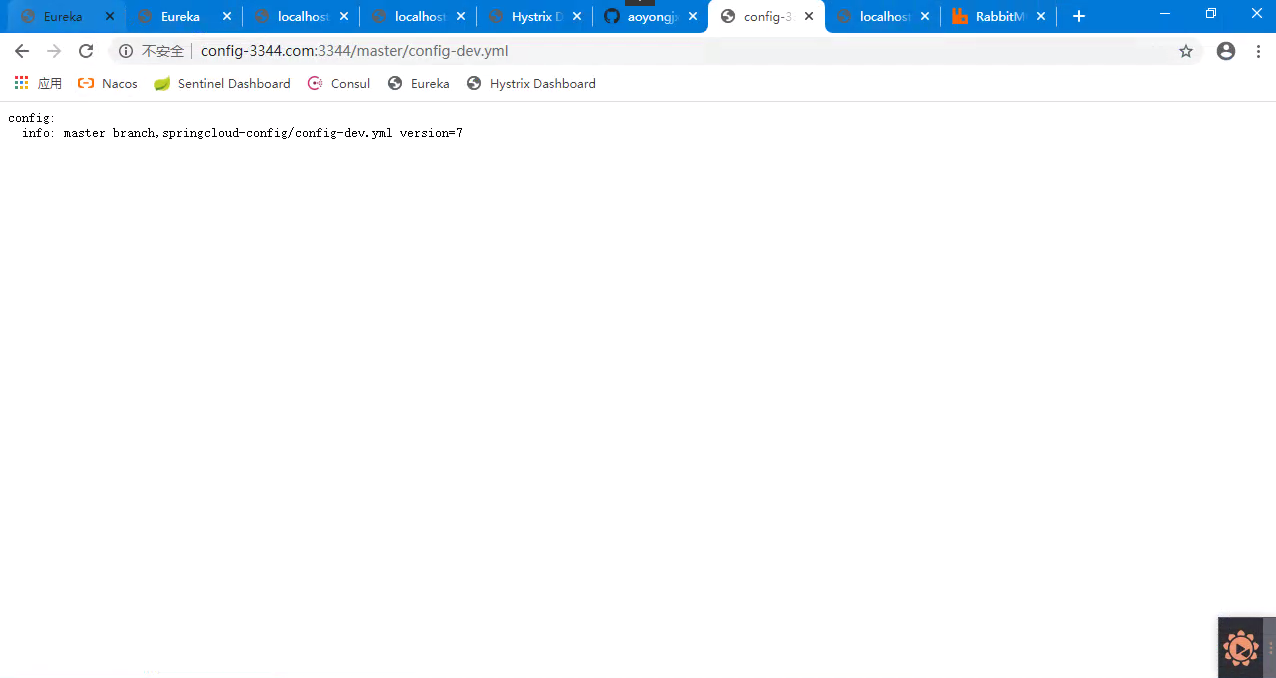 Eureka
Eureka
localhost
localhos
Hystrix D
aoyongj
config-3
localhost
RabbitM
不安全 config-3344.com:3344/master/config-dev.yml
应用 Nacos Sentinel Dashboard Consul Eureka Hystrix Dashboard
config:
info: master branch,springcloud-config/config-dev.yml version=7